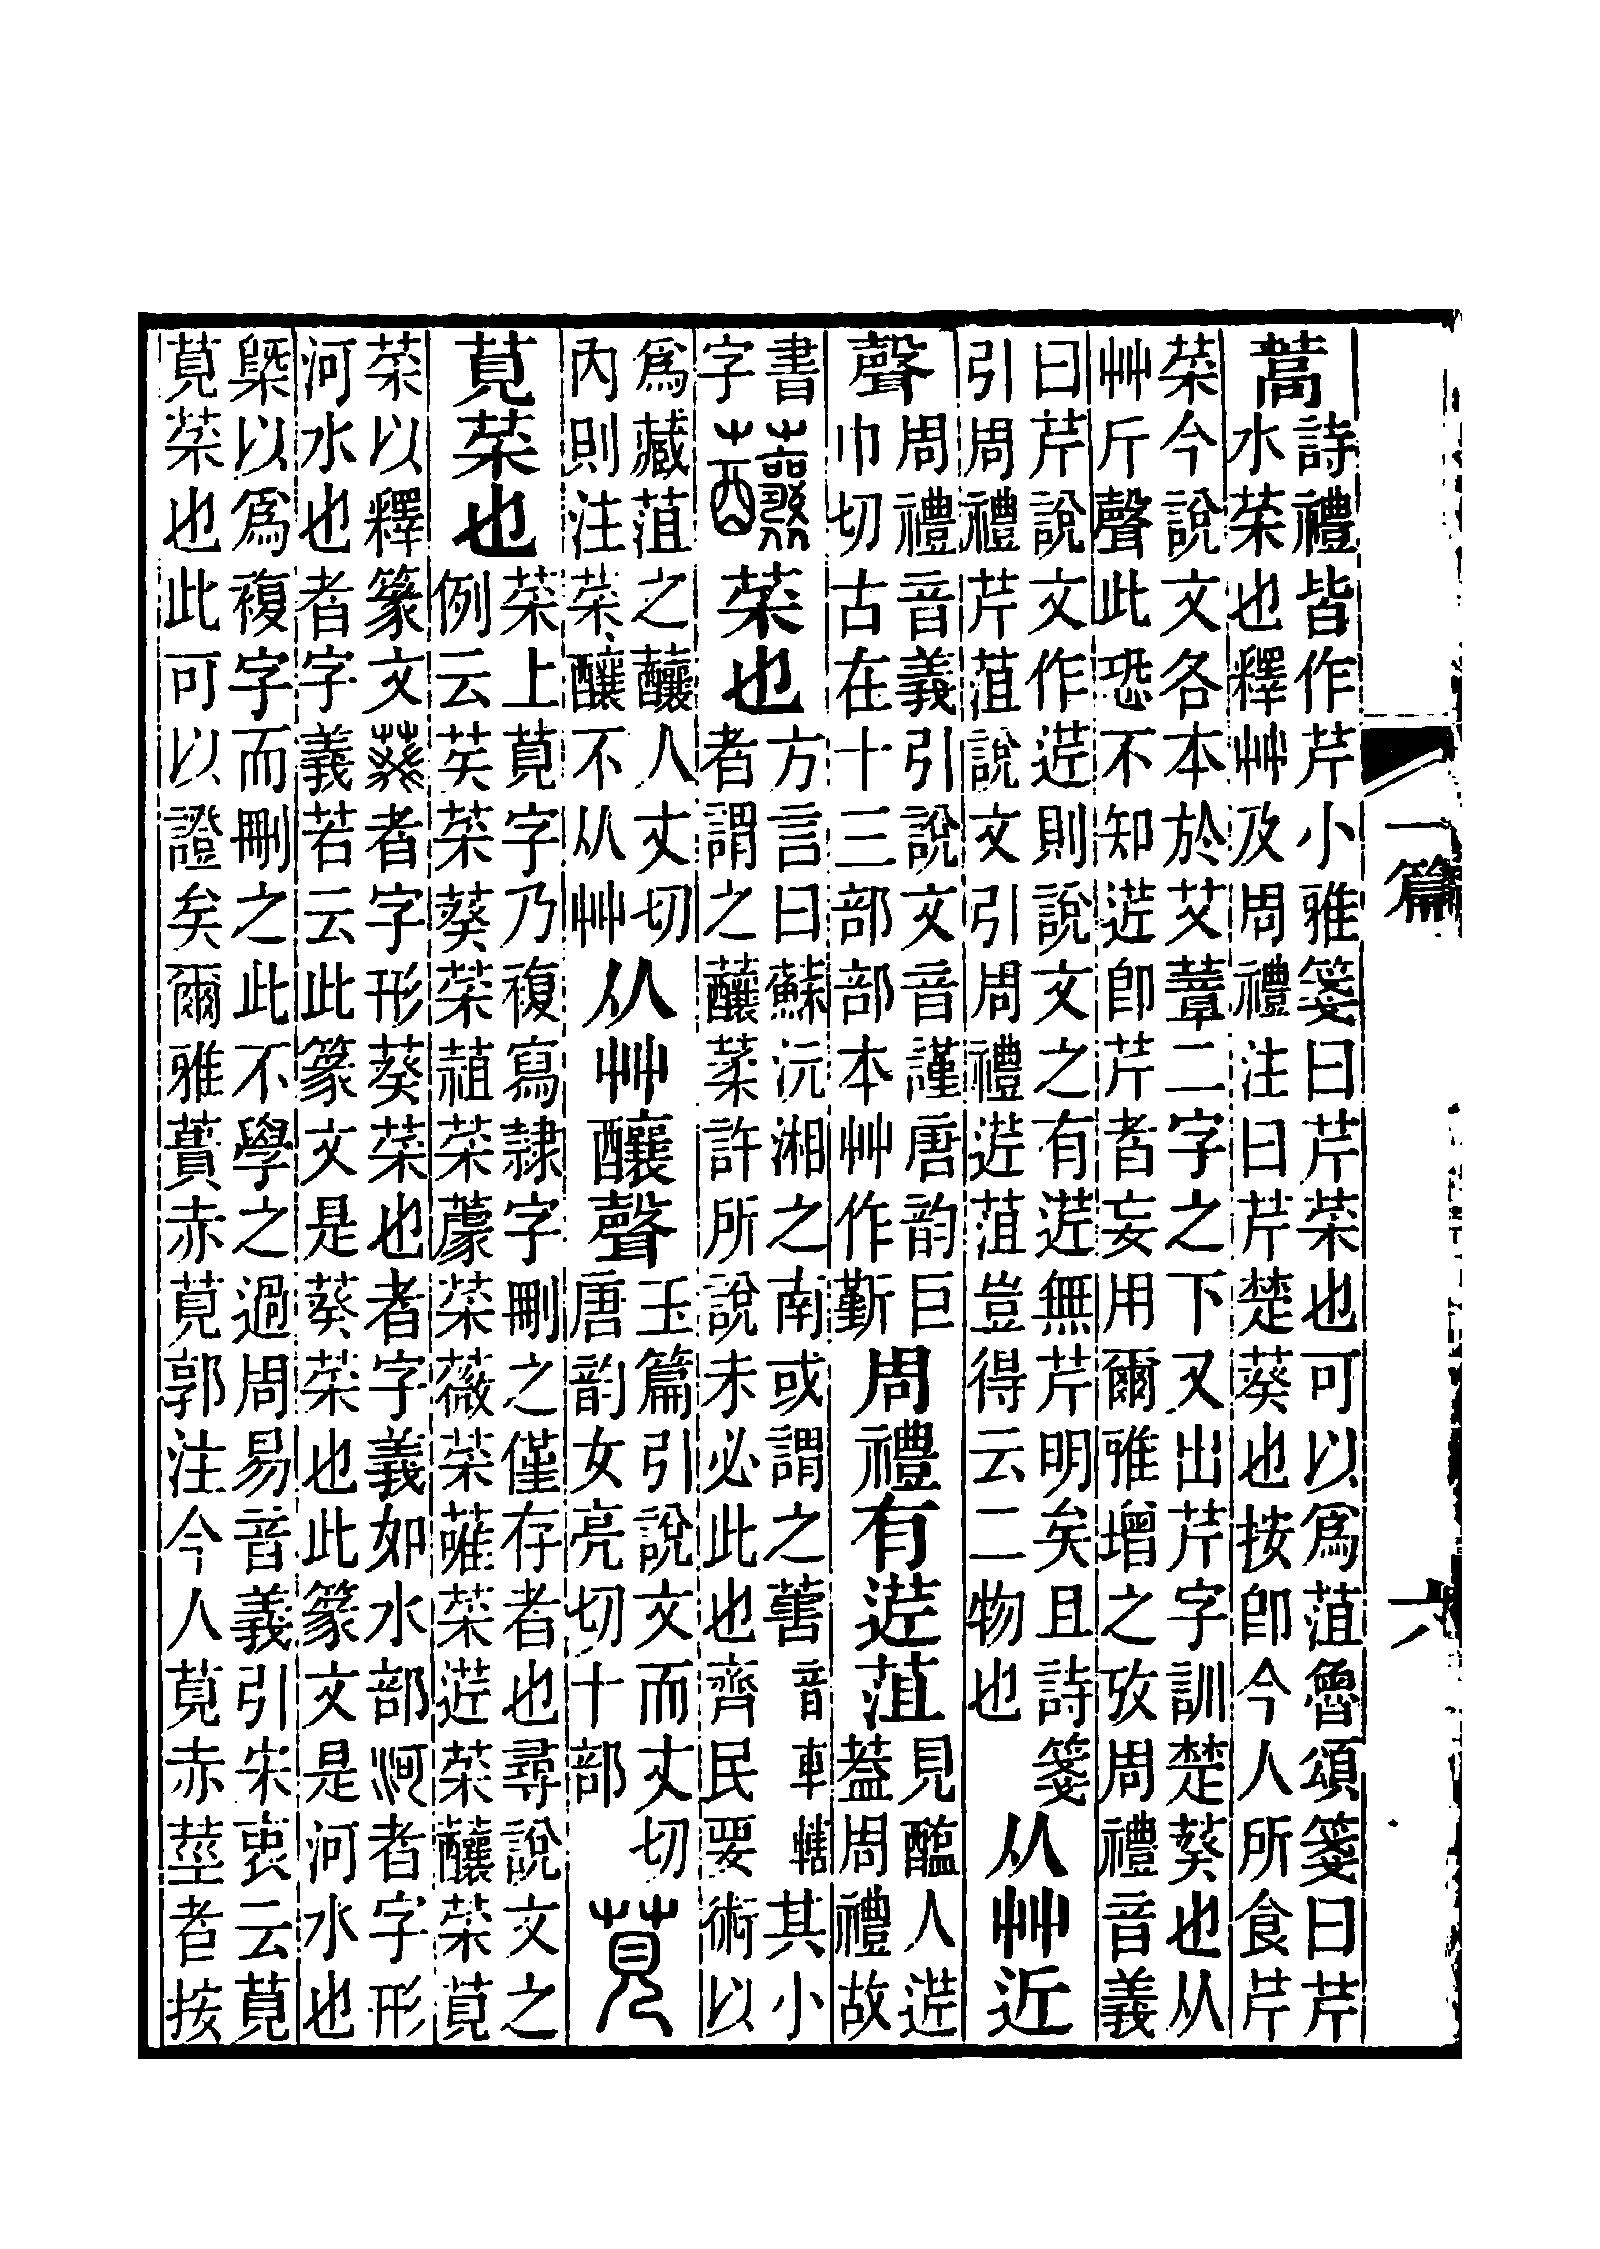 一篇
六
蒿詩禮皆作芹小雅箋曰芹菜也可以爲菹魯頌箋曰芹
水菜也釋艸及周禮注曰芹楚葵也按卽今人所食芹
菜今說文各本於艾蔁二字之下又出芹字訓楚葵也从
艸斤聲此恐不知菦卽芹者妄用爾雅增之攷周禮音義
曰芹說文作菦則說文之有菦無芹明矣且詩箋
引周禮芹菹說文引周禮菦菹豈得云二物也
从艸近
聲周禮音義引說文音謹唐韵巨
巾切古在十三部部本艸作勤
周禮有菦菹見醢人菦
葢周禮故
書
字
䕩菜也方言曰蘇沅湘之南或謂之䔽音車轄其小
者謂之䕩菜許所說未必此也齊民要術以
爲藏菹之䕩人丈切
內則注菜釀不从艸
从艸釀聲玉篇引說文而丈切
唐韵女亮切十部
莧
莧菜也菜上莧字乃複寫隷字刪之僅存者也尋說文之
例云芺菜葵菜蒩菜䕞菜薇菜蓶菜菦菜䕩菜莧
菜以釋篆文葵者字形葵菜也者字義如水部河者字形
河水也者字義若云此篆文是葵菜也此篆文是河水也
槩以爲複字而刪之此不學之過周易音義引宋衷云莧
莧菜也此可以證矣爾雅蕢赤莧郭注今人莧赤莖者按